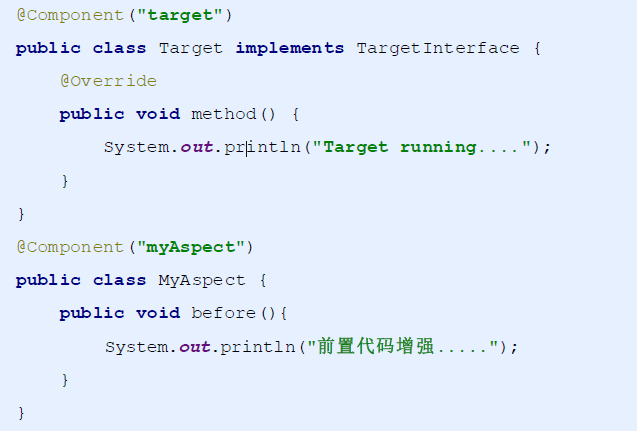 @Component("target")
public class Target implements TargetInterface {
    @Override
    public void method() {
        System.out.println("Target running....");
    }
}
@Component("myAspect")
public class MyAspect {
    public void before(){
        System.out.println("前置代码增强.....");
    }
}